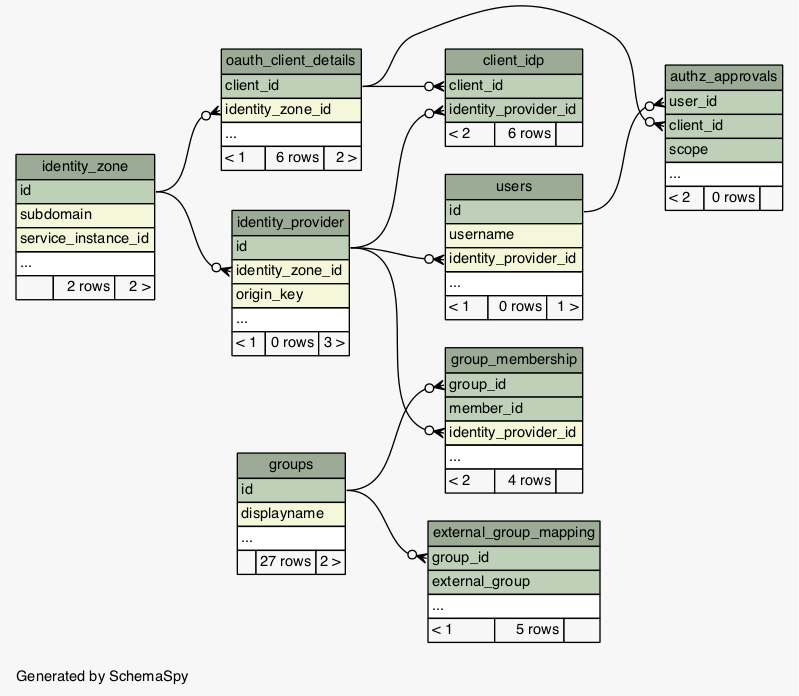 oauth_client_details
client_id
identity_zone_id
...
< 1 6 rows 2 >
client_idp
client_id
identity_provider_id
< 2 6 rows
authz_approvals
user_id
client_id
scope
...
< 2 0 rows
identity_zone
id
subdomain
service_instance_id
...
2 rows 2 >
identity_provider
id
identity_zone_id
origin_key
...
< 1 0 rows 3 >
users
id
username
identity_provider_id
...
< 1 0 rows 1 >
group_membership
group_id
member_id
identity_provider_id
...
< 2 4 rows
groups
id
displayname
...
27 rows 2 >
external_group_mapping
group_id
external_group
...
< 1 5 rows
Generated by SchemaSpy